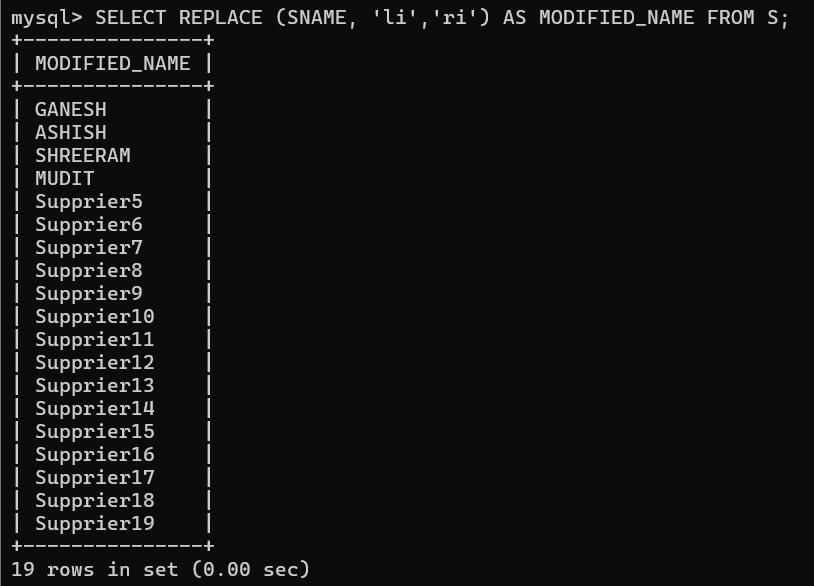 mysql> SELECT REPLACE (SNAME, 'li','ri') AS MODIFIED_NAME FROM S;
+---------------+
| MODIFIED_NAME |
+---------------+
| GANESH        |
| ASHISH        |
| SHREERAM      |
| MUDIT         |
| Supprier5     |
| Supprier6     |
| Supprier7     |
| Supprier8     |
| Supprier9     |
| Supprier10    |
| Supprier11    |
| Supprier12    |
| Supprier13    |
| Supprier14    |
| Supprier15    |
| Supprier16    |
| Supprier17    |
| Supprier18    |
| Supprier19    |
+---------------+
19 rows in set (0.00 sec)